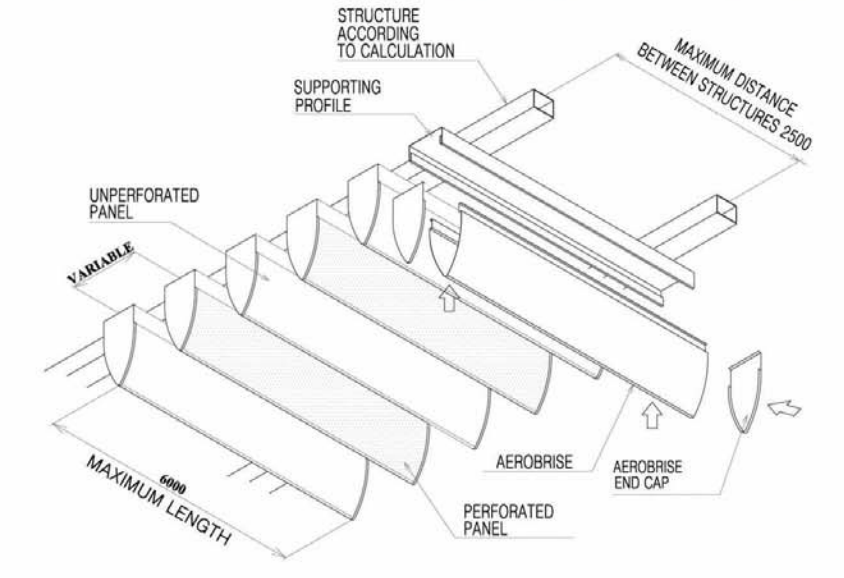 STRUCTURE
ACCORDING
TO CALCULATION
MAXIMUM DISTANCE
BETWEEN STRUCTURES 2500
SUPPORTING
PROFILE
UNPERFORATED
PANEL
VARIABLE
6000
MAXIMUM LENGTH
AEROBRISE
AEROBRISE
END CAP
PERFORATED
PANEL